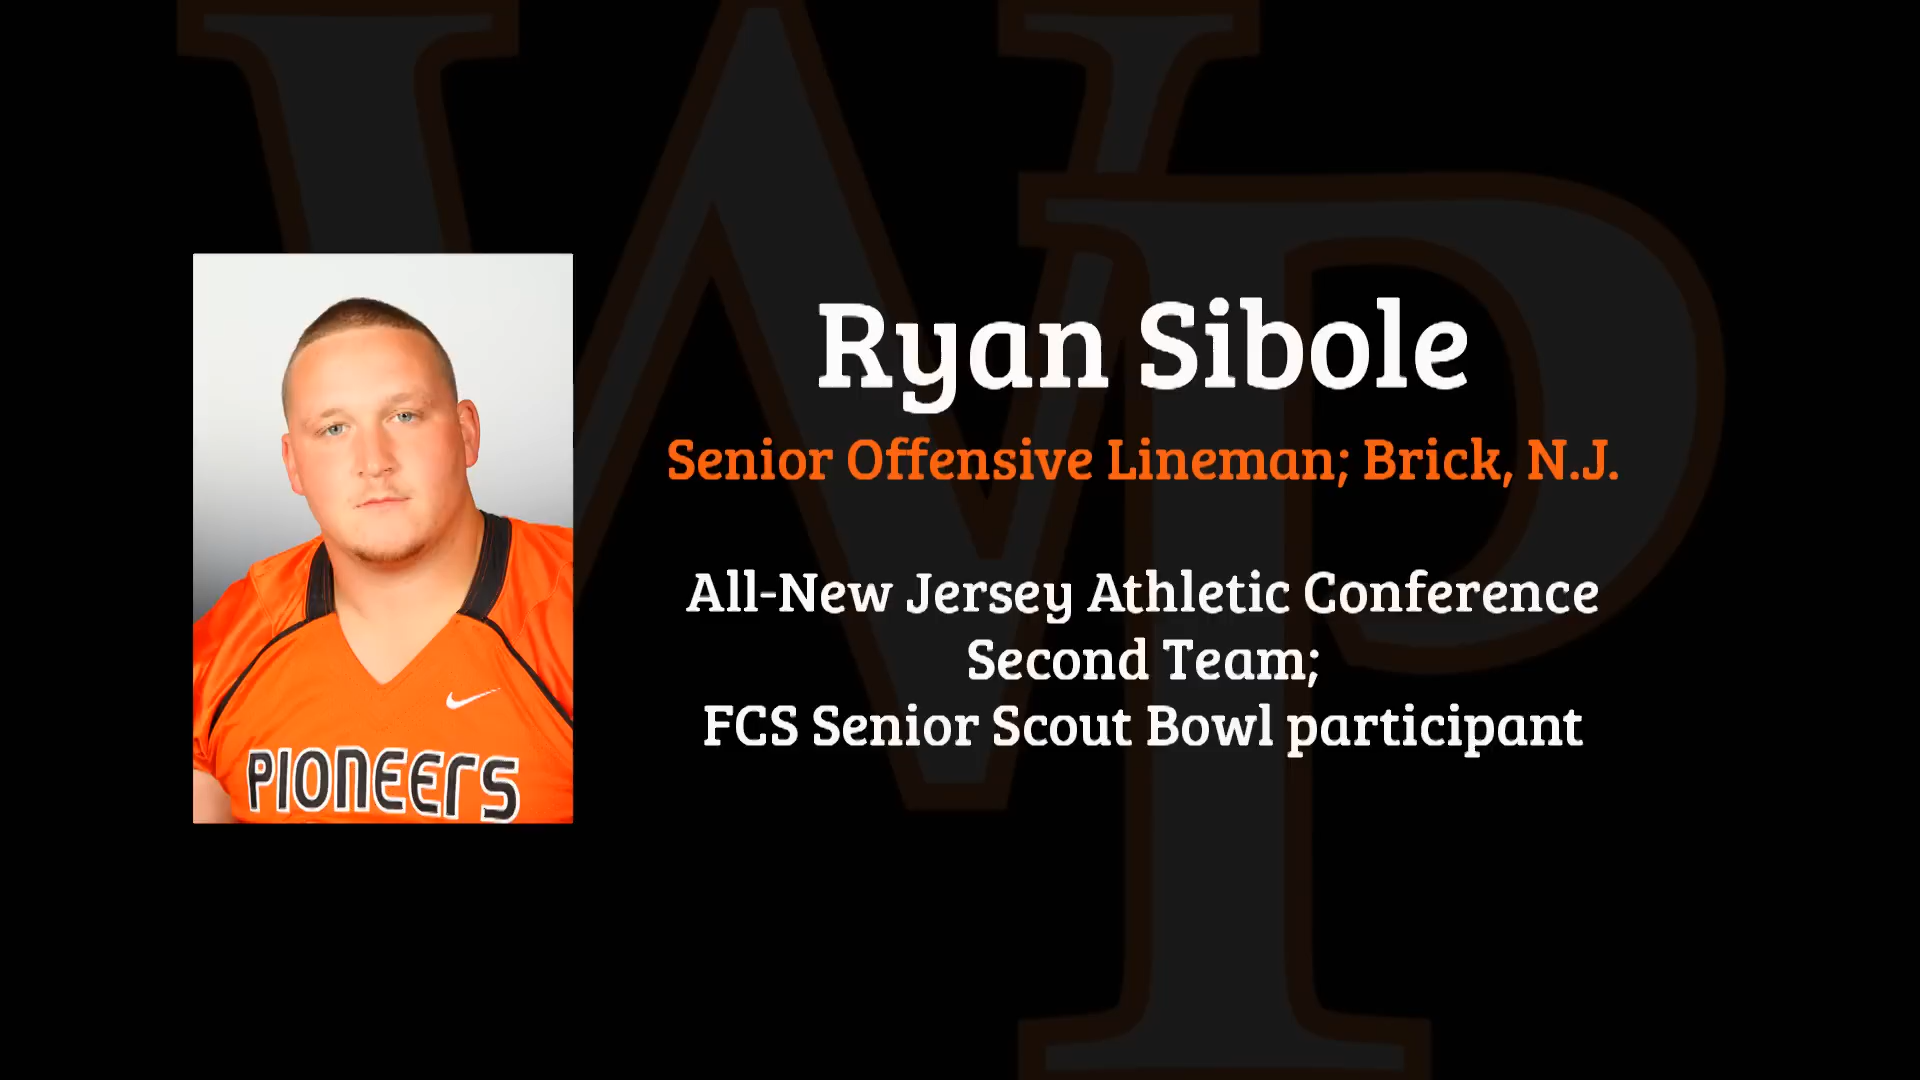 Ryan Sibole
Senior Offensive Lineman; Brick, N.J.
All-New Jersey Athletic Conference
Second Team;
FCS Senior Scout Bowl participant
PIONEERS
WP